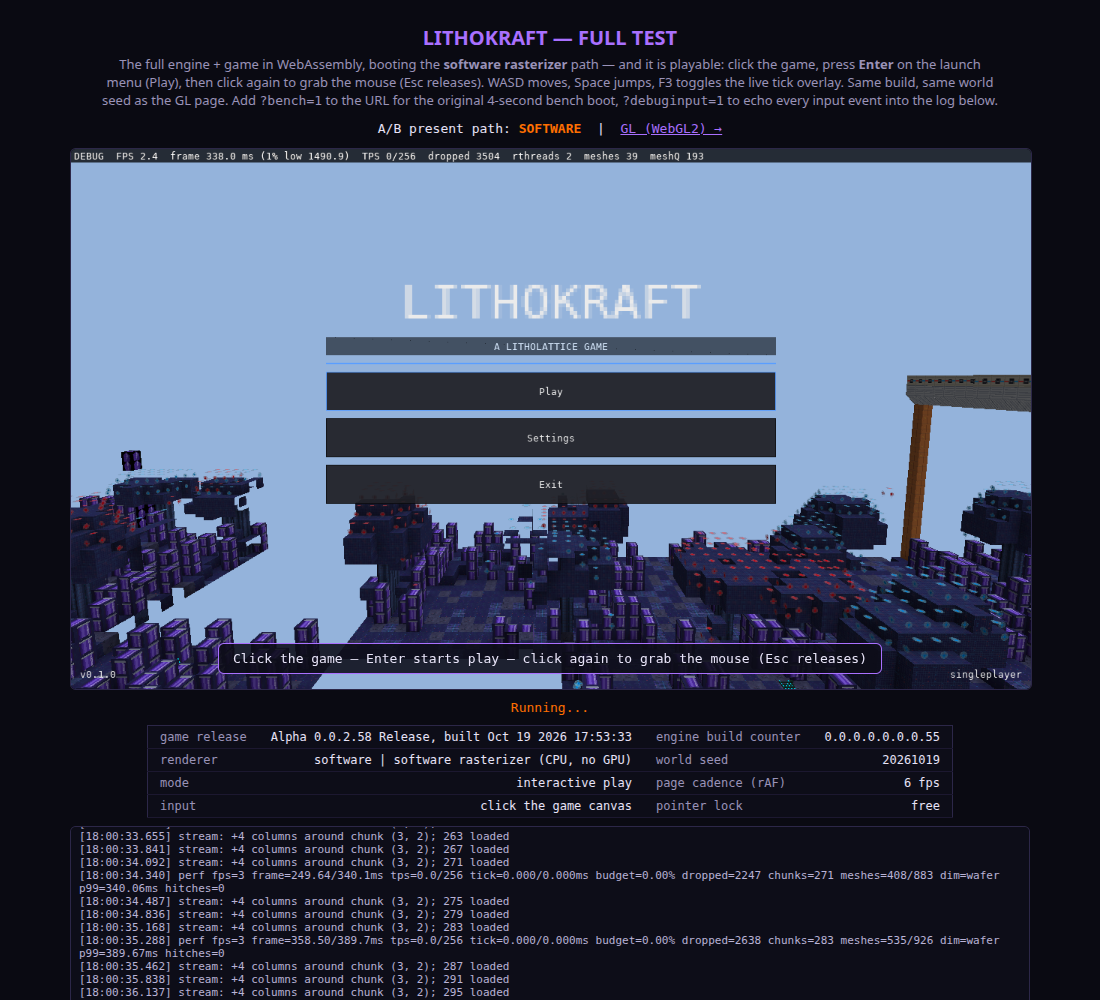 LITHOKRAFT — FULL TEST
The full engine + game in WebAssembly, booting the software rasterizer path — and it is playable: click the game, press Enter on the launch
menu (Play), then click again to grab the mouse (Esc releases). WASD moves, Space jumps, F3 toggles the live tick overlay. Same build, same world
seed as the GL page. Add ?bench=1 to the URL for the original 4-second bench boot, ?debuginput=1 to echo every input event into the log below.
A/B present path: SOFTWARE | GL (WebGL2) →
DEBUG FPS 2.4 frame 338.0 ms (1% low 1490.9) TPS 0/256 dropped 3504 rthreads 2 meshes 39 meshQ 193
LITHOKRAFT
A LITHOLATTICE GAME
Play
Settings
Exit
Click the game — Enter starts play — click again to grab the mouse (Esc releases)
v0.1.0 singleplayer
Running...
game release Alpha 0.0.2.58 Release, built Oct 19 2026 17:53:33 engine build counter 0.0.0.0.0.0.0.55
renderer software | software rasterizer (CPU, no GPU) world seed 20261019
mode interactive play page cadence (rAF) 6 fps
input click the game canvas pointer lock free
[18:00:33.655] stream: +4 columns around chunk (3, 2); 263 loaded
[18:00:33.841] stream: +4 columns around chunk (3, 2); 267 loaded
[18:00:34.092] stream: +4 columns around chunk (3, 2); 271 loaded
[18:00:34.340] perf fps=3 frame=249.64/340.1ms tps=0.0/256 tick=0.000/0.000ms budget=0.00% dropped=2247 chunks=271 meshes=408/883 dim=wafer
p99=340.06ms hitches=0
[18:00:34.487] stream: +4 columns around chunk (3, 2); 275 loaded
[18:00:34.836] stream: +4 columns around chunk (3, 2); 279 loaded
[18:00:35.168] stream: +4 columns around chunk (3, 2); 283 loaded
[18:00:35.288] perf fps=3 frame=358.50/389.7ms tps=0.0/256 tick=0.000/0.000ms budget=0.00% dropped=2638 chunks=283 meshes=535/926 dim=wafer
p99=389.67ms hitches=0
[18:00:35.462] stream: +4 columns around chunk (3, 2); 287 loaded
[18:00:35.838] stream: +4 columns around chunk (3, 2); 291 loaded
[18:00:36.137] stream: +4 columns around chunk (3, 2); 295 loaded